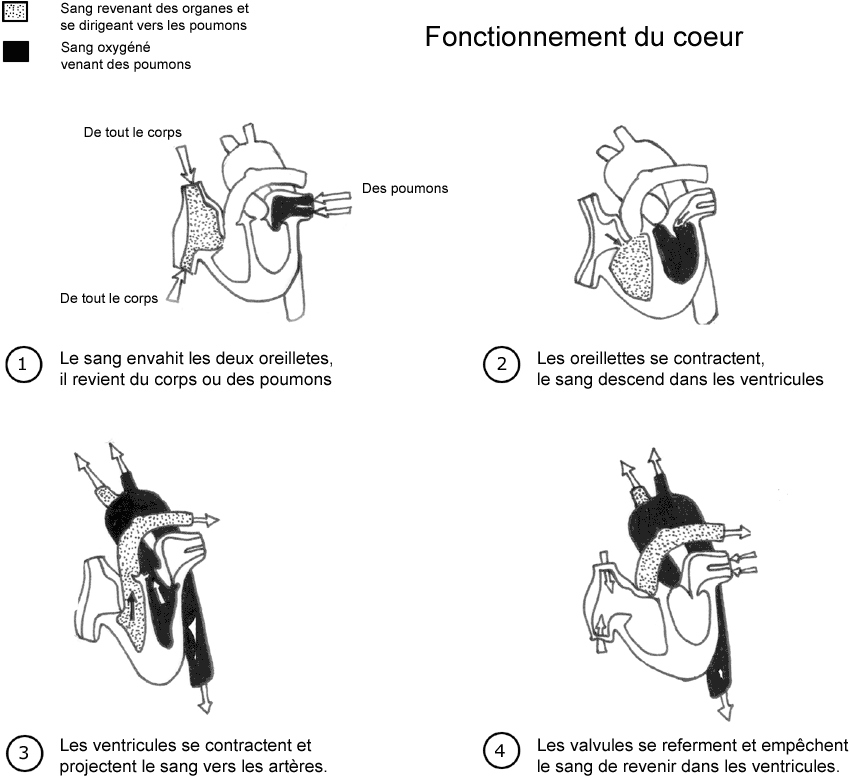 Sang revenant des organes et
se dirigeant vers les poumons
Sang oxygéné
venant des poumons
Fonctionnement du coeur
De tout le corps
Des poumons
De tout le corps
1
Le sang envahit les deux oreilletes,
il revient du corps ou des poumons
2
Les oreillettes se contractent,
le sang descend dans les ventricules
3
Les ventricules se contractent et
projectent le sang vers les artères.
4
Les valvules se referment et empêchent
le sang de revenir dans les ventricules.